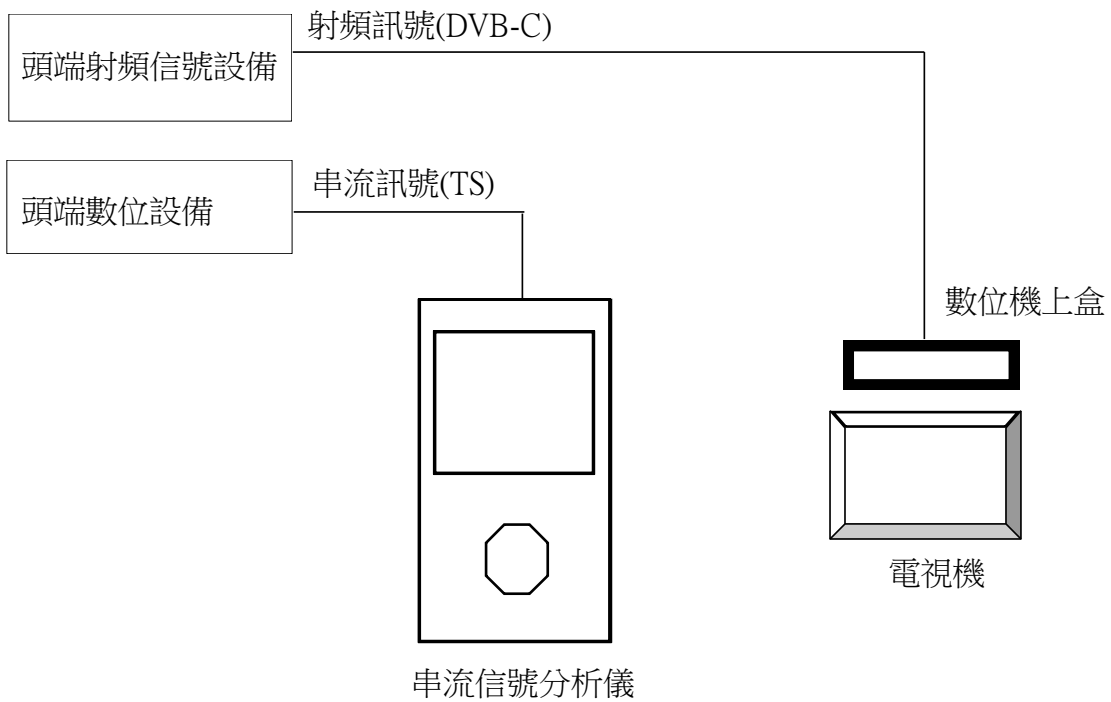 射頻訊號(DVB-C)
頭端射頻信號設備
串流訊號(TS)
頭端數位設備
數位機上盒
電視機
串流信號分析儀